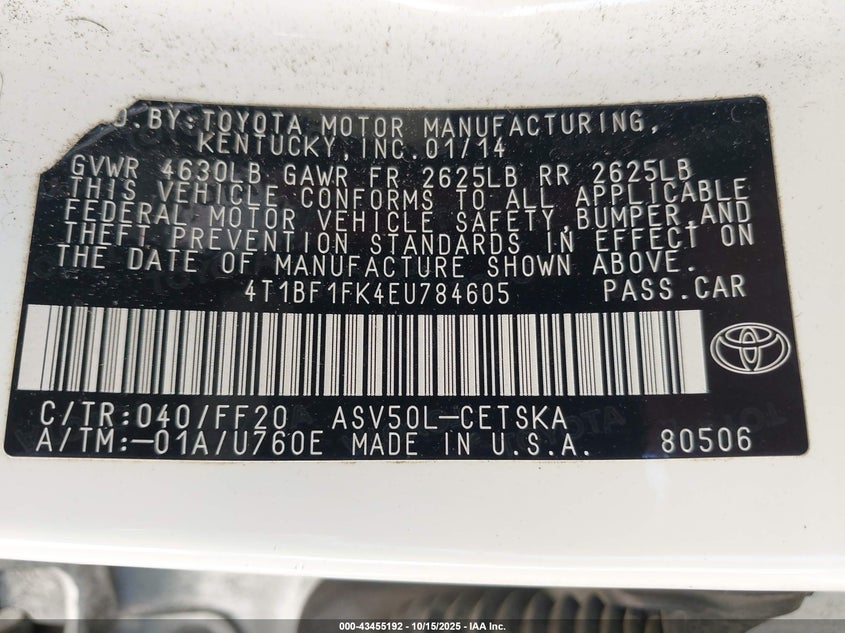 D. BY: TOYOTA MOTOR MANUFACTURING,
KENTUCKY, INC. 01/14
GVWR 4630LB GAWR FR 2625LB RR 2625LB
THIS VEHICLE CONFORMS TO ALL APPLICABLE
FEDERAL MOTOR VEHICLE SAFETY, BUMPER, AND
THEFT PREVENTION STANDARDS IN EFFECT ON
THE DATE OF MANUFACTURE SHOWN ABOVE.
4T1BF1FK4EU784605 PASS.CAR
C/TR:040/FF20 ASV50L-CETSKA
A/TM:-01A/U760E MADE IN U.S.A. 80506
000-43455192 - 10/15/2025 - IAA Inc.